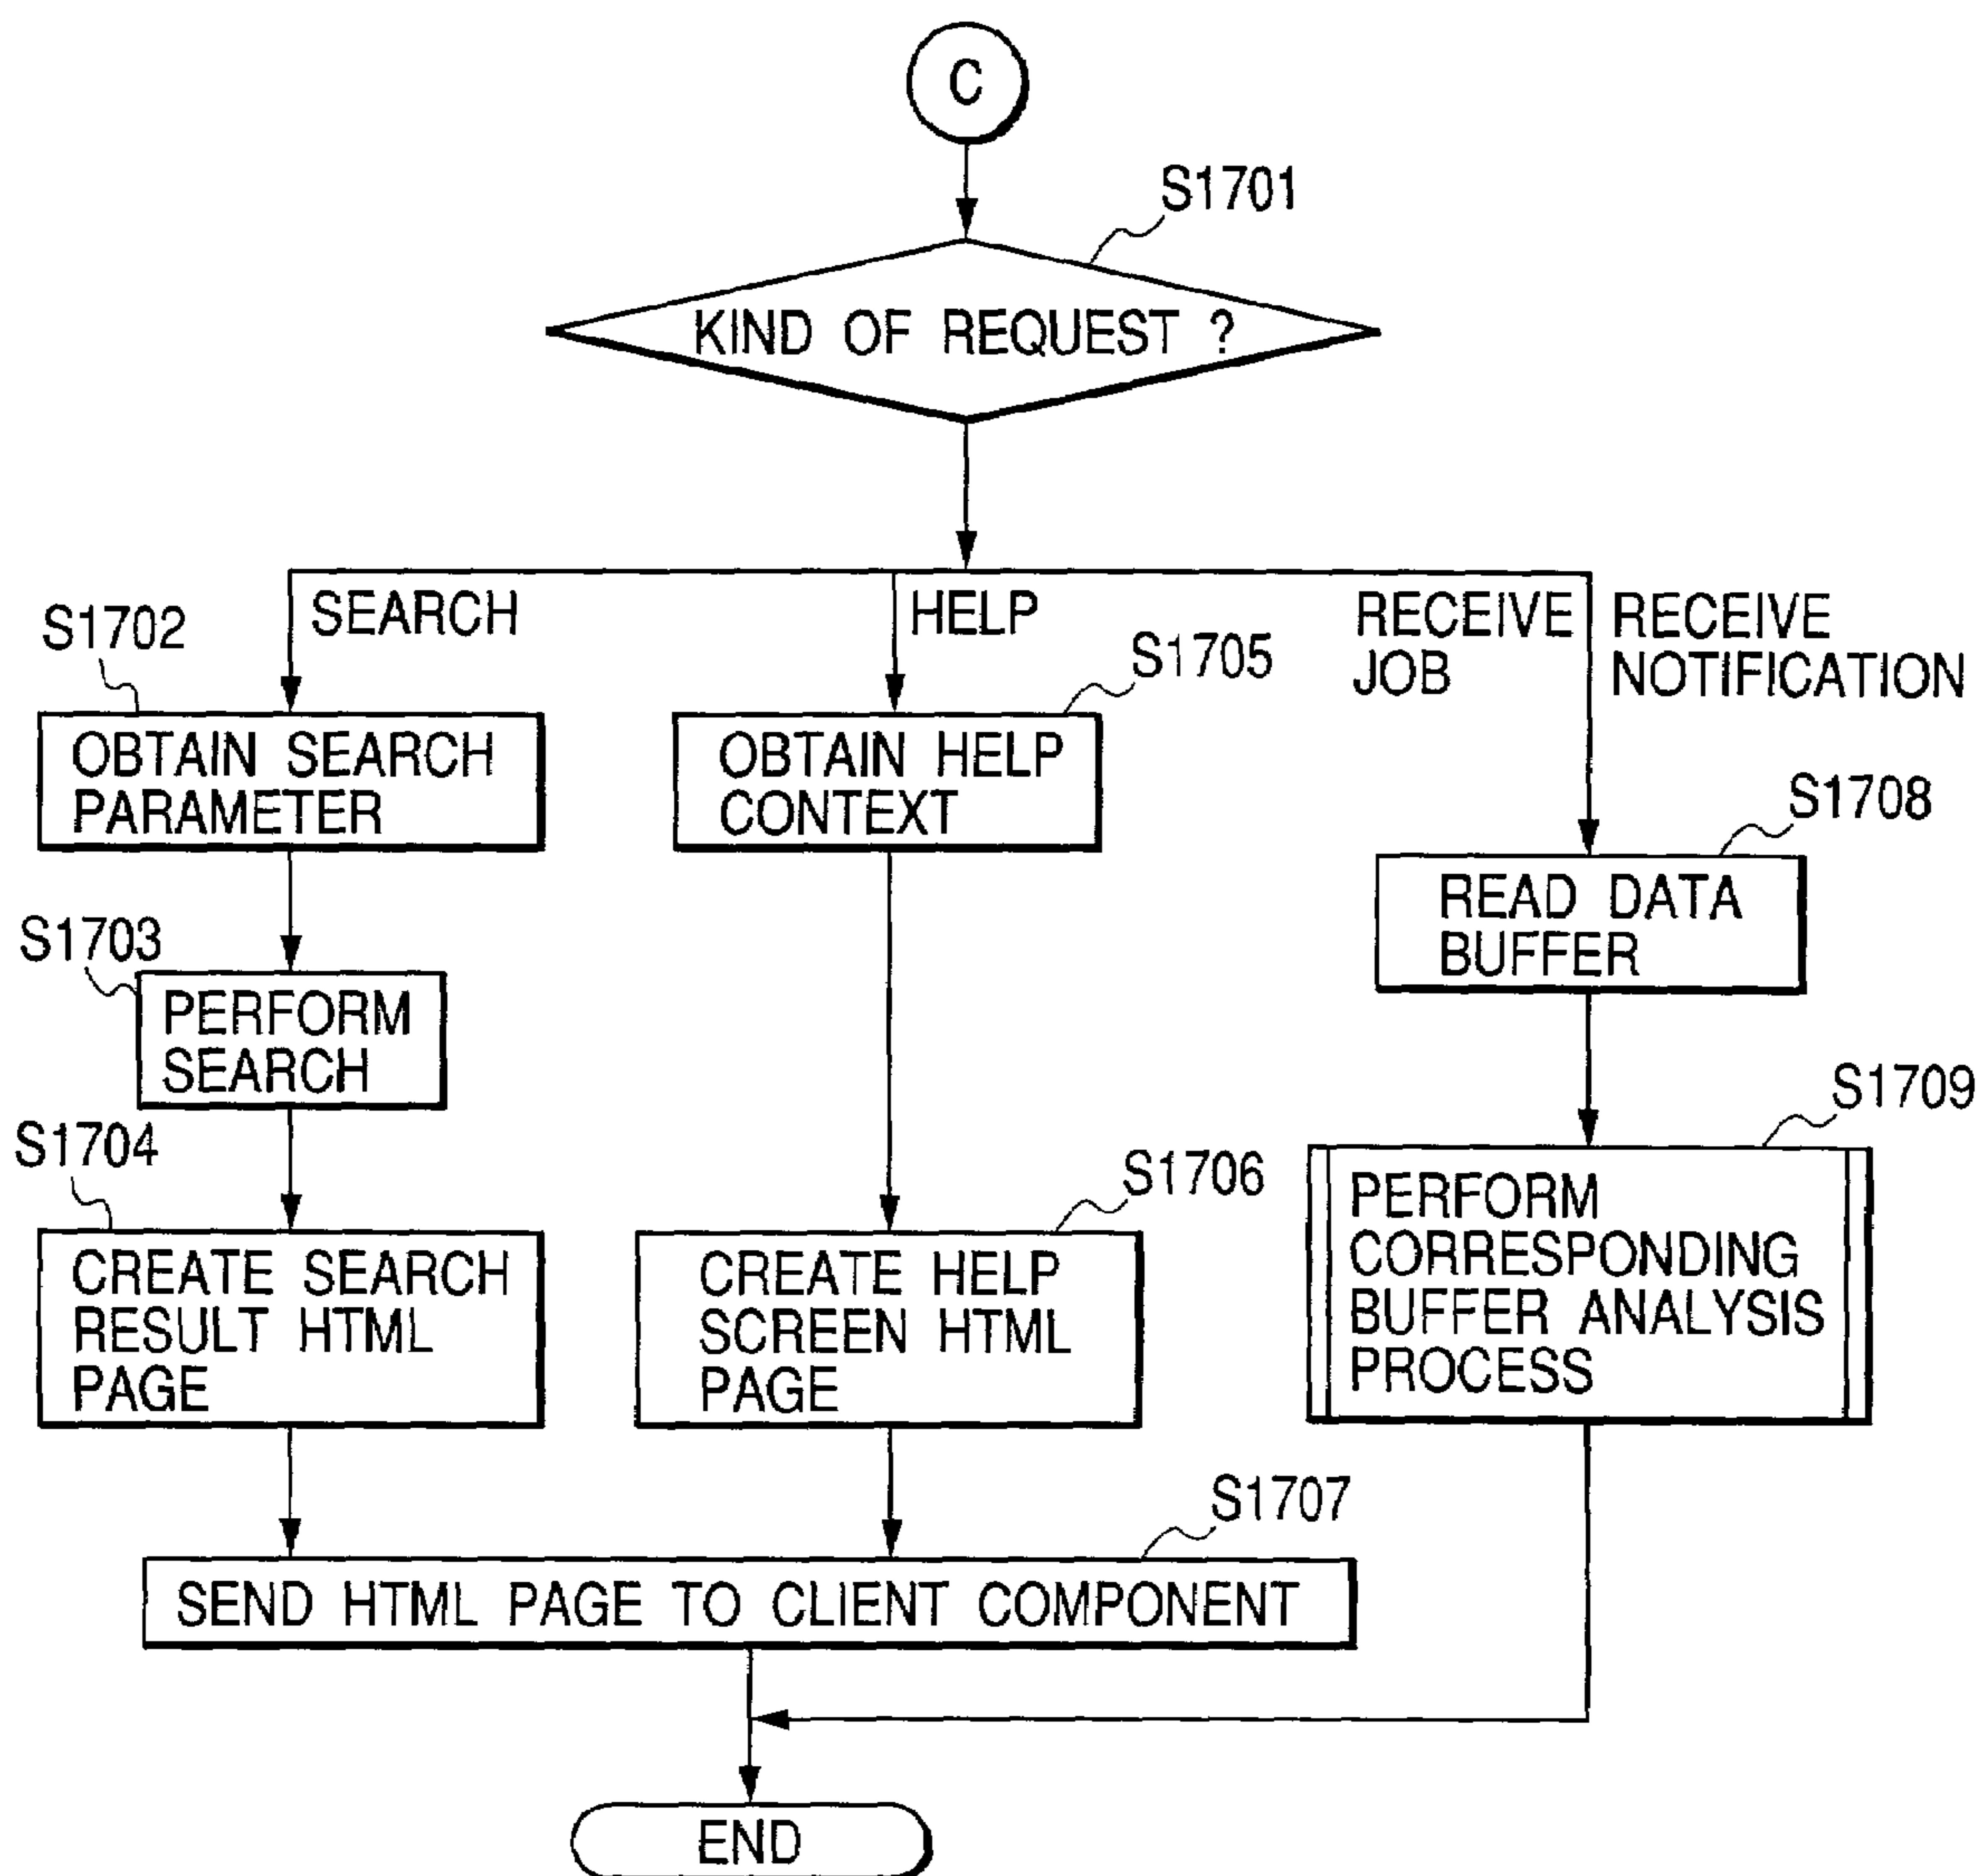 C
S1701
KIND OF REQUEST ?
SEARCH
HELP
RECEIVE
JOB
RECEIVE
NOTIFICATION
S1702
OBTAIN SEARCH
PARAMETER
S1705
OBTAIN HELP
CONTEXT
S1708
READ DATA
BUFFER
S1703
PERFORM
SEARCH
S1704
CREATE SEARCH
RESULT HTML
PAGE
S1706
CREATE HELP
SCREEN HTML
PAGE
S1709
PERFORM
CORRESPONDING
BUFFER ANALYSIS
PROCESS
S1707
SEND HTML PAGE TO CLIENT COMPONENT
END